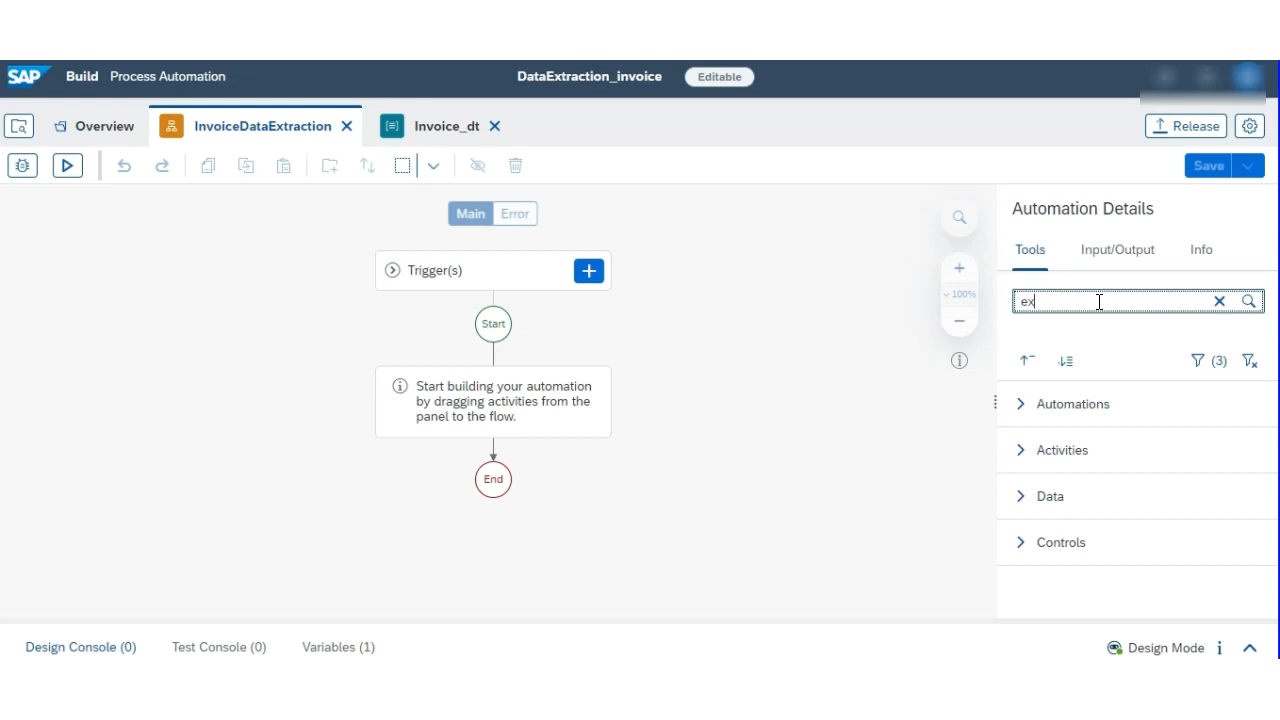 SAP Build Process Automation DataExtraction_invoice Editable
Overview InvoiceDataExtraction Invoice_dt Release
Save
Main Error
Automation Details
Trigger(s)
Tools Input/Output Info
Start
ex
100%
Start building your automation
by dragging activities from the
panel to the flow.
(3)
Automations
Activities
End
Data
Controls
Design Console (0) Test Console (0) Variables (1) Design Mode